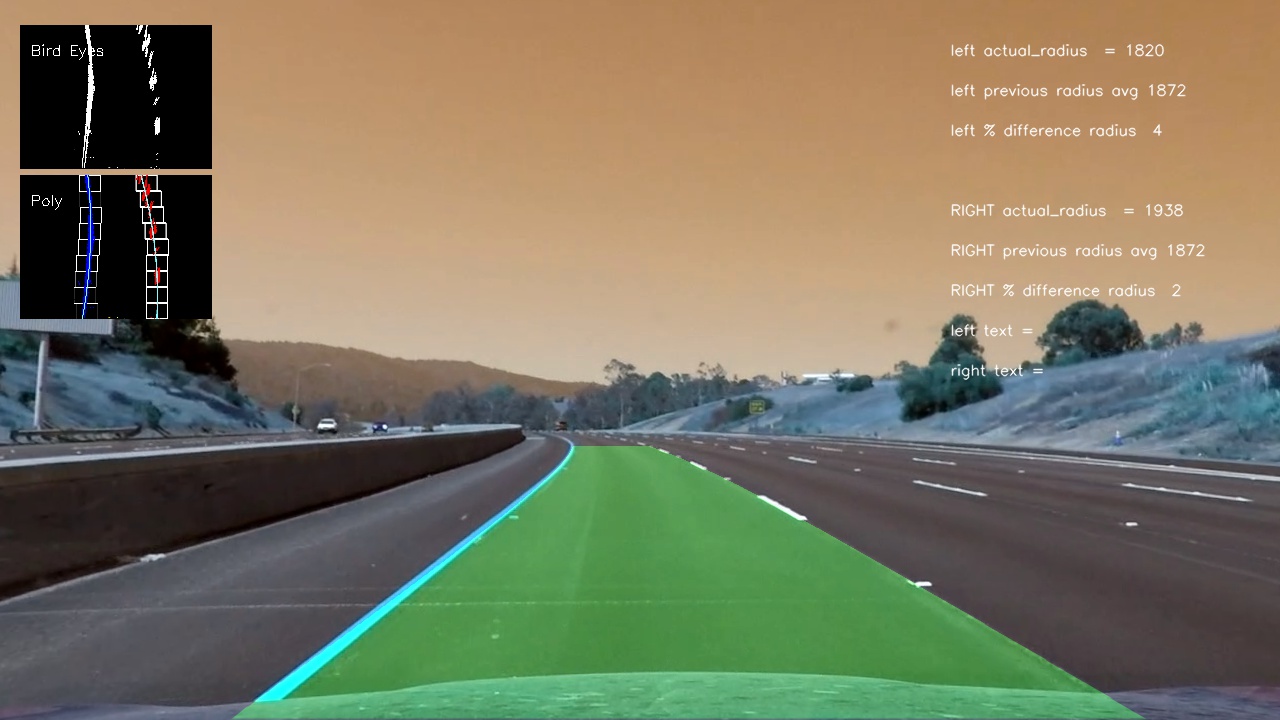 Bird Eyes
Poly
left actual_radius = 1820
left previous radius avg 1872
left % difference radius 4
RIGHT actual_radius = 1938
RIGHT previous radius avg 1872
RIGHT % difference radius 2
left text =
right text =